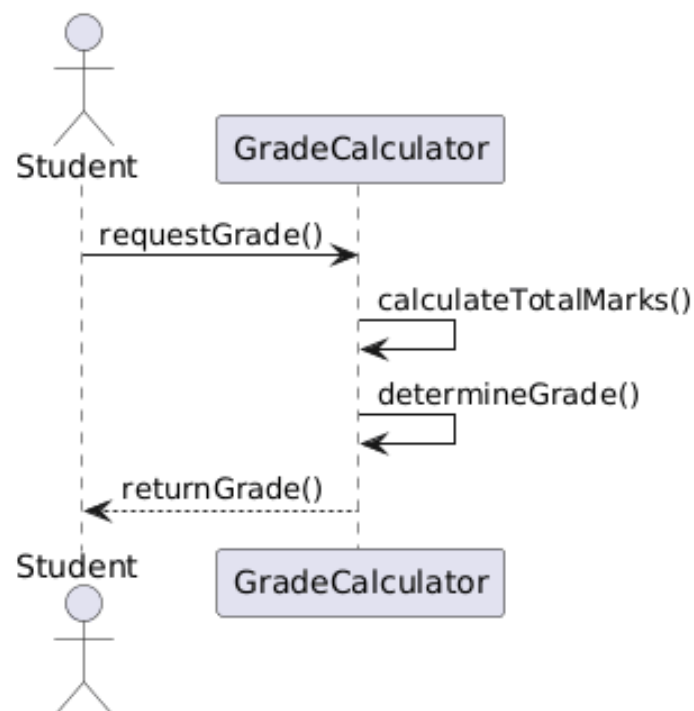 Student
GradeCalculator
requestGrade()
calculateTotalMarks()
determineGrade()
returnGrade()
Student
GradeCalculator